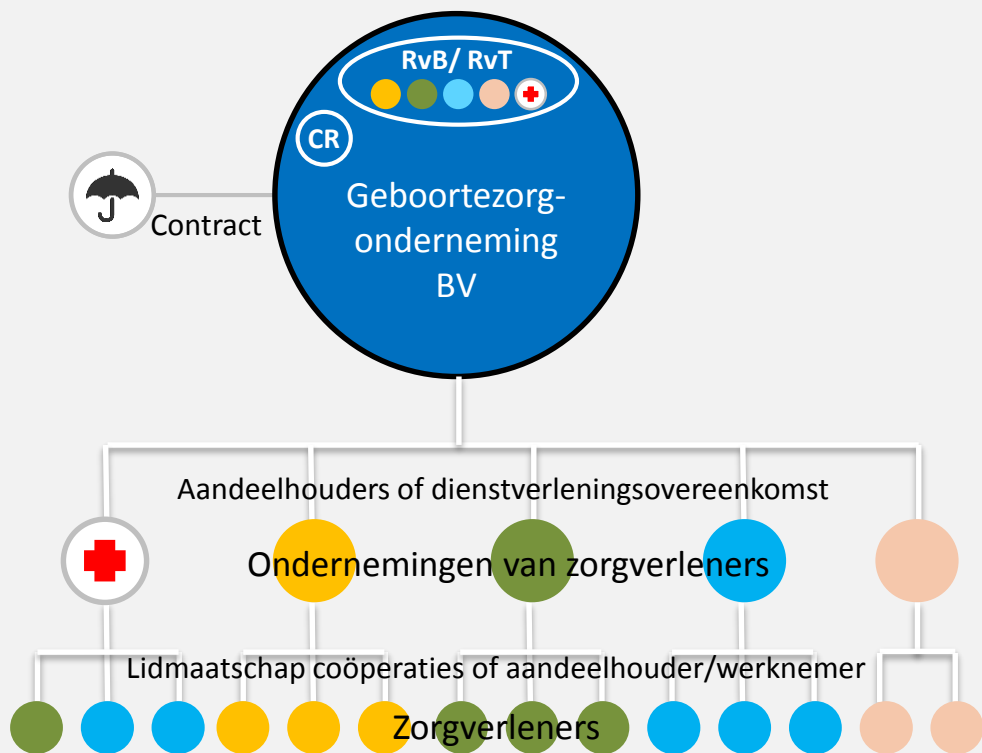 RvB/ RvT
CR
Contract
Geboortezorg-
onderneming
BV
Aandeelhouders of dienstverleningsovereenkomst
Ondernemingen van zorgverleners
Lidmaatschap coöperaties of aandeelhouder/werknemer
Zorgverleners